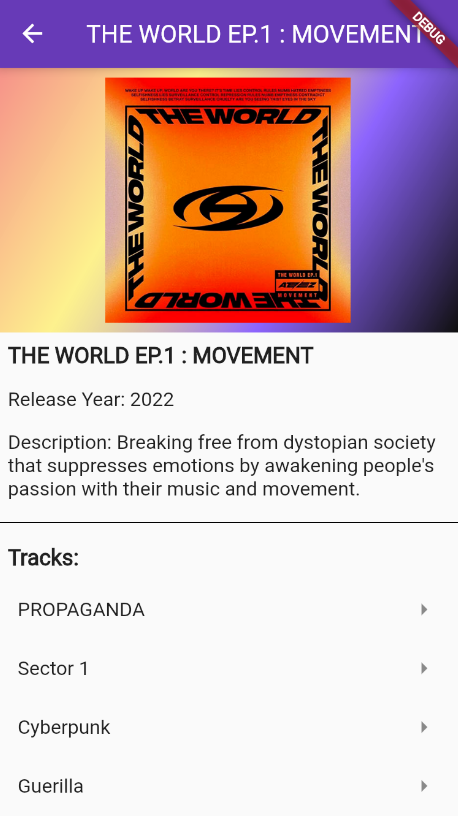 THE WORLD EP.1 : MOVEMENT
DEBUG
THE WORLD
THE WORLD
THE WORLD
THE WORLD
THE WORLD EP.1
ATEEZ
MOVEMENT
THE WORLD EP.1 : MOVEMENT
Release Year: 2022
Description: Breaking free from dystopian society
that suppresses emotions by awakening people's
passion with their music and movement.
Tracks:
PROPAGANDA
Sector 1
Cyberpunk
Guerilla